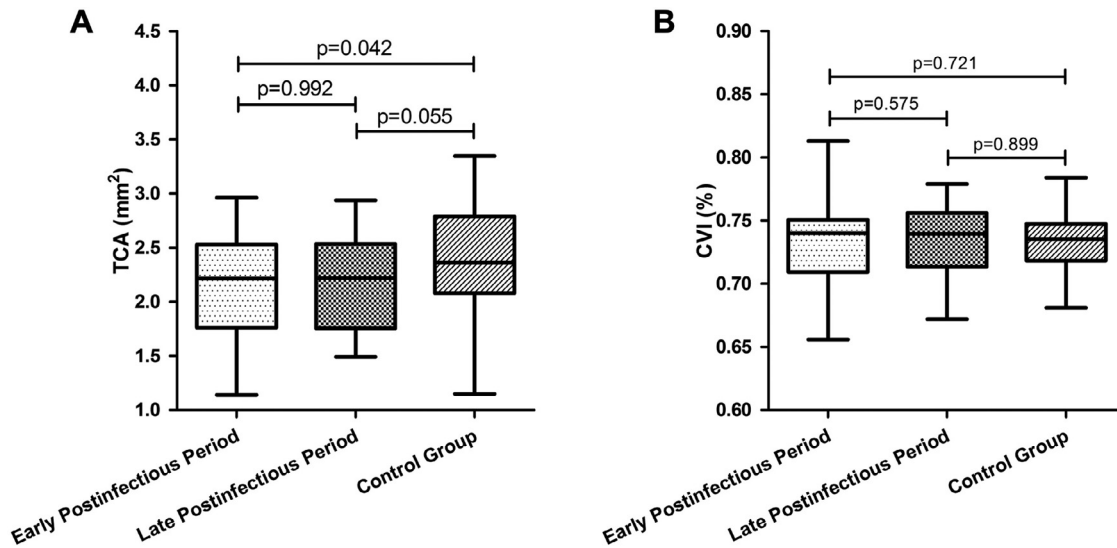 A
TCA (mm²)
4.5
4.0
3.5
3.0
2.5
2.0
1.5
1.0
p=0.042
p=0.992
p=0.055
Early Postinfectious Period
Late Postinfectious Period
Control Group
B
CVI (%)
0.90
0.85
0.80
0.75
0.70
0.65
0.60
p=0.721
p=0.575
p=0.899
Early Postinfectious Period
Late Postinfectious Period
Control Group